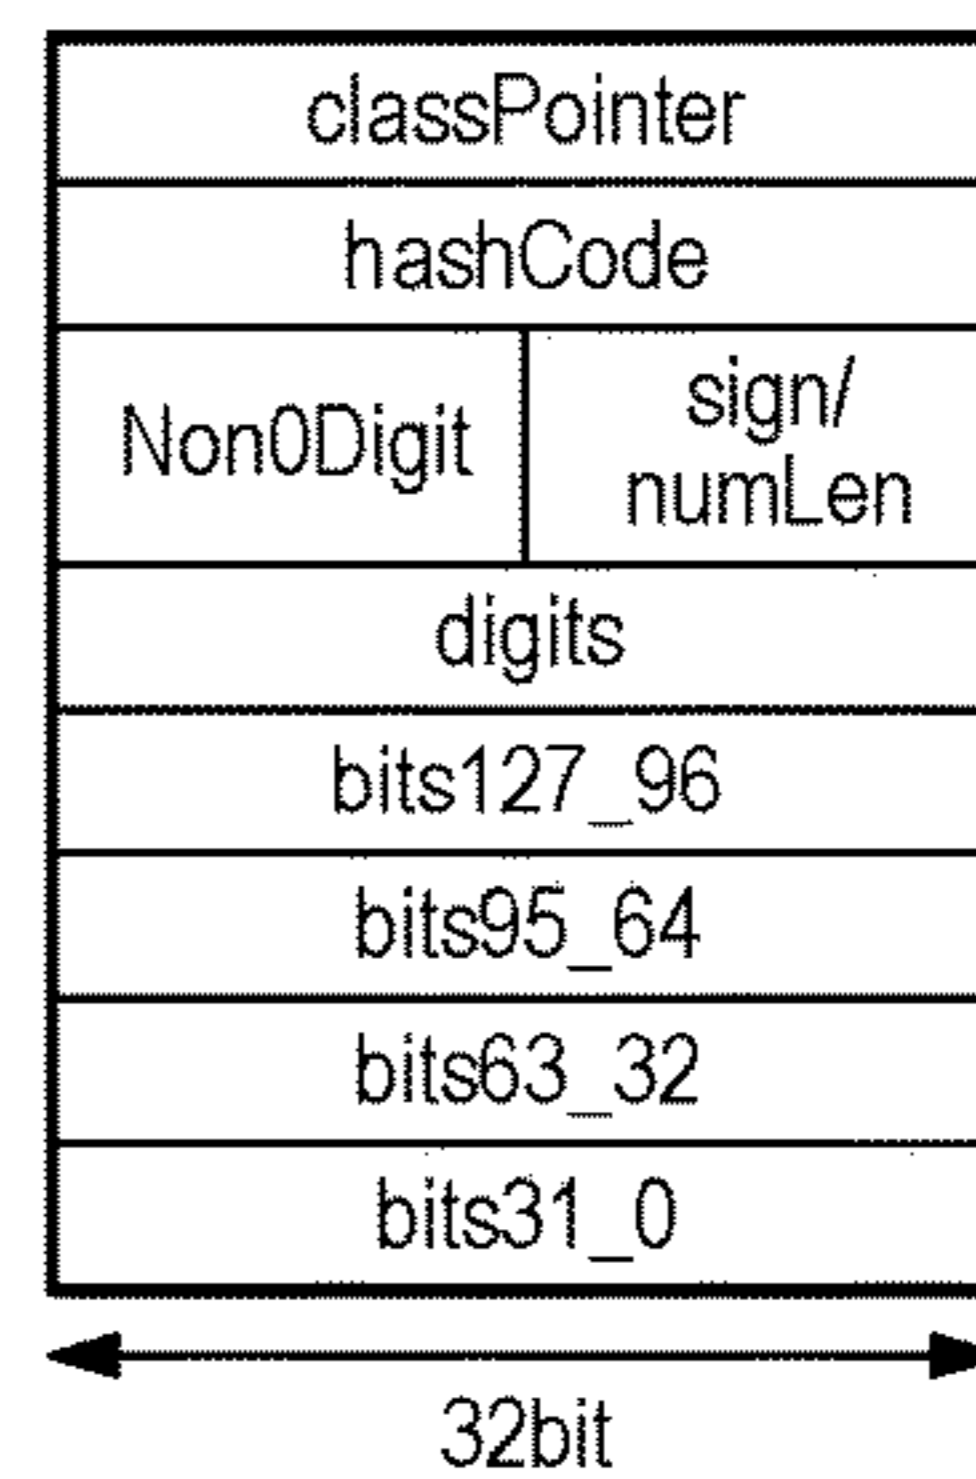 classPointer
hashCode
Non0Digit
sign/
numLen
digits
bits127_96
bits95_64
bits63_32
bits31_0
32bit